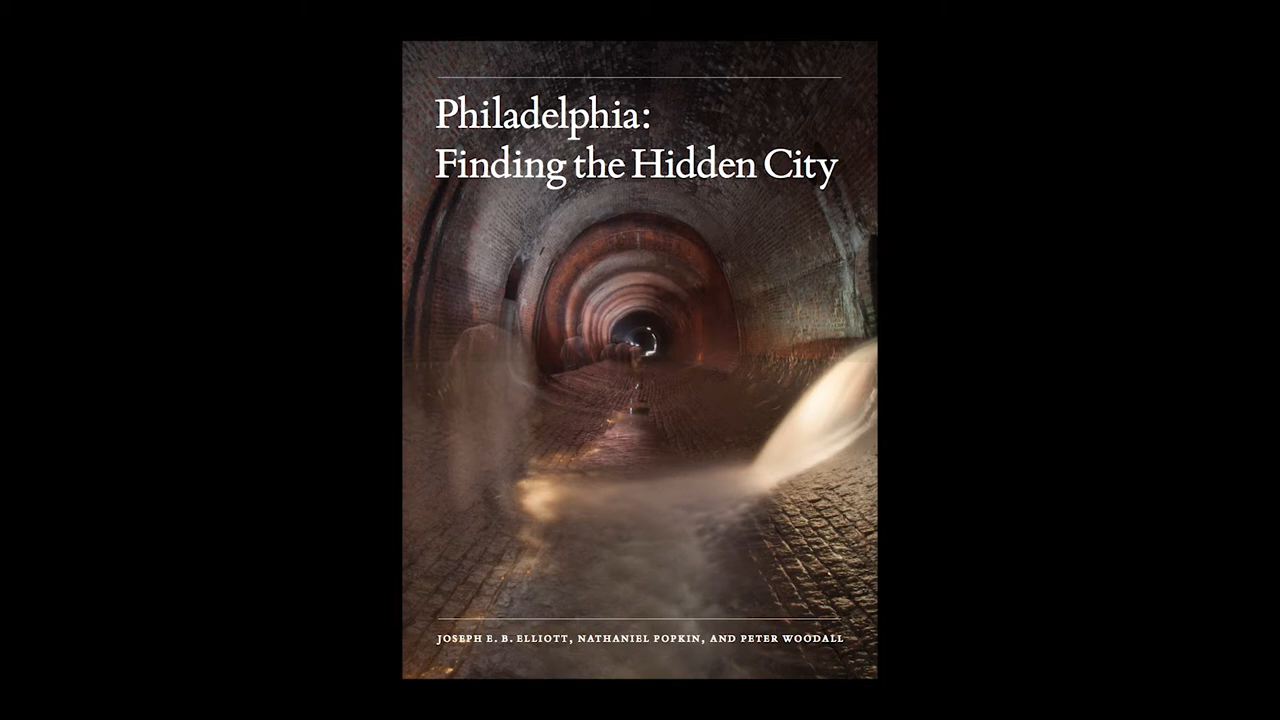 Philadelphia:
Finding the Hidden City
JOSEPH E. B. ELLIOTT, NATHANIEL POPKIN, AND PETER WOODALL